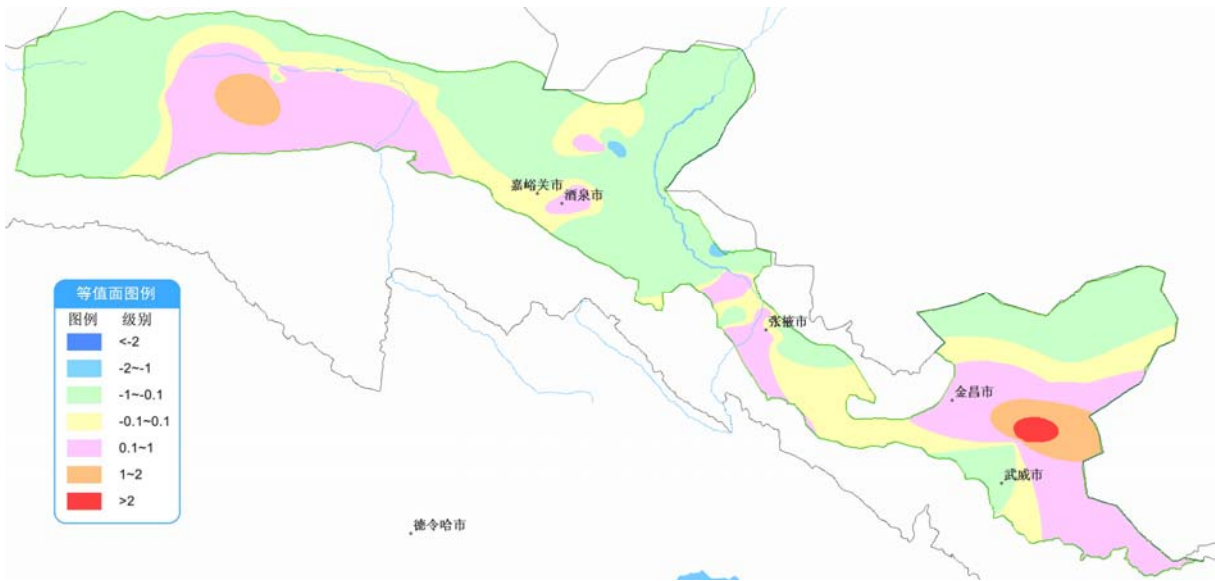 嘉峪关市
酒泉市
张掖市
金昌市
武威市
德令哈市
等值面图例
图例 级别
<-2
-2~-1
-1~-0.1
-0.1~0.1
0.1~1
1~2
>2